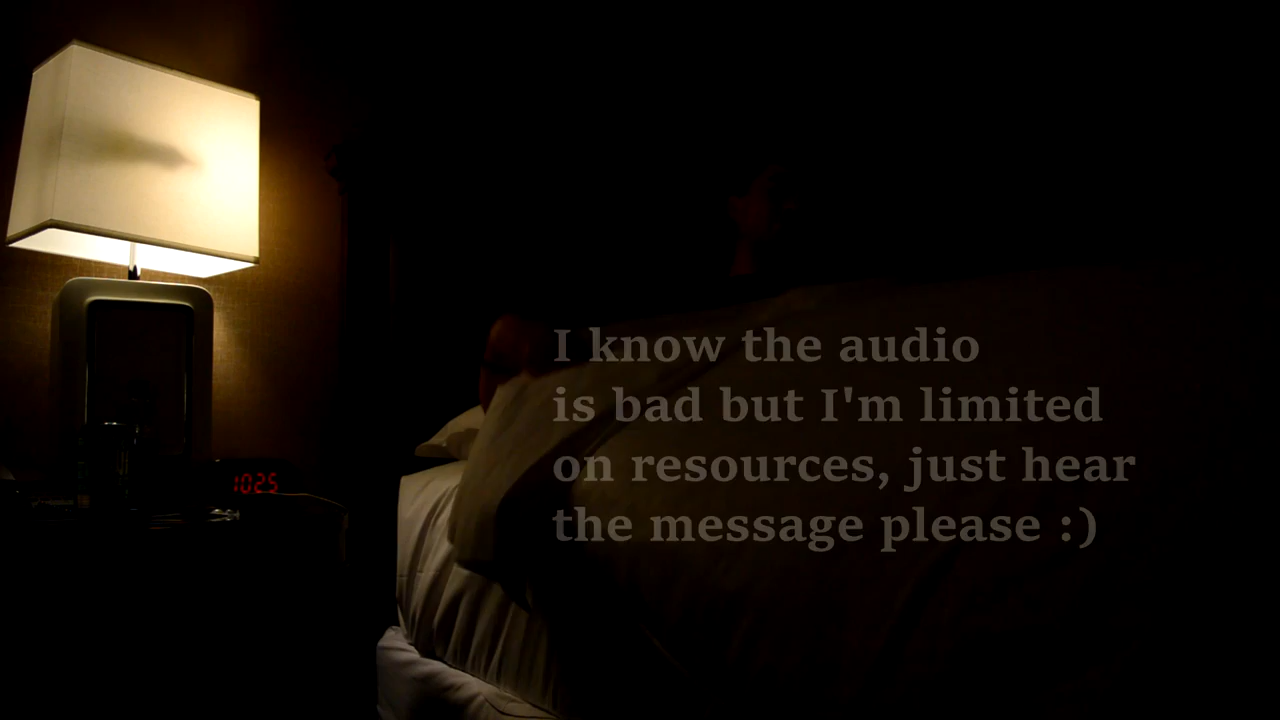 I know the audio
is bad but I'm limited
on resources, just hear
the message please :)
1025